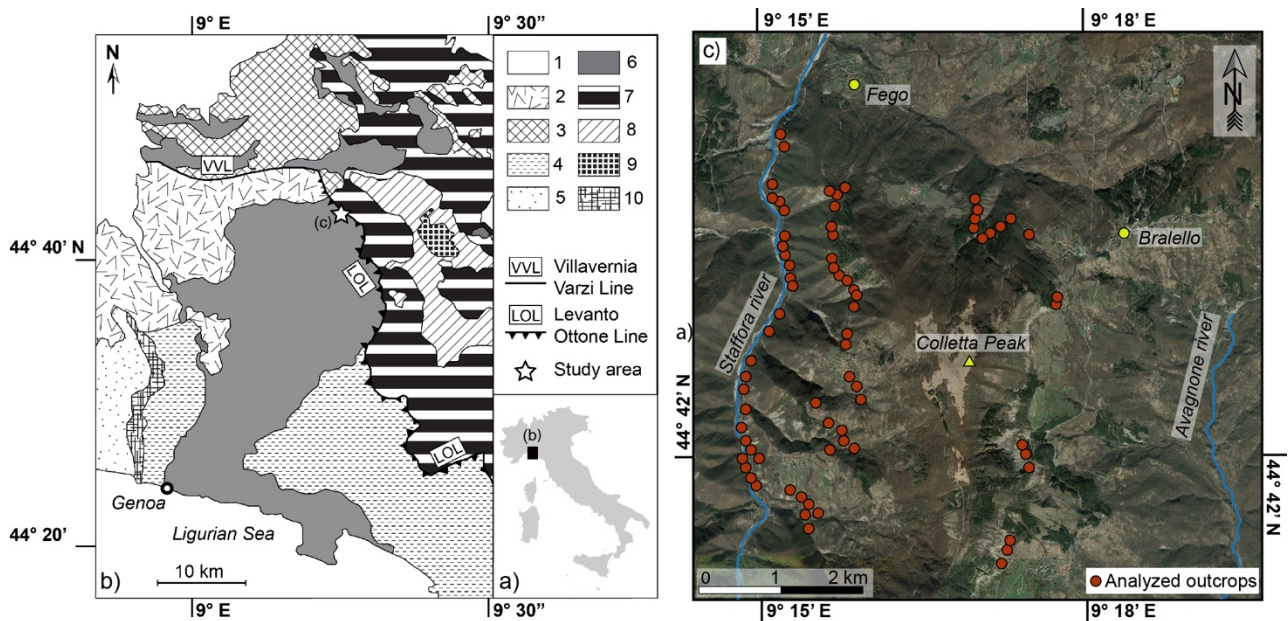 9° E
9° 30”
N
VVL
(c)
LOL
LOL
44° 40’ N
44° 20’
Genoa
Ligurian Sea
10 km
b)
9° E
9° 30”
1
2
3
4
5
6
7
8
9
10
VVL Villavernia
Varzi Line
LOL Levanto
Ottone Line
Study area
(b)
a)
9° 15’ E
9° 18’ E
c)
N
Fego
Bralello
Staffora river
Colletta Peak
Avagnone river
a)
44° 42’ N
44° 42’ N
0 1 2 km
Analyzed outcrops
9° 15’ E
9° 18’ E